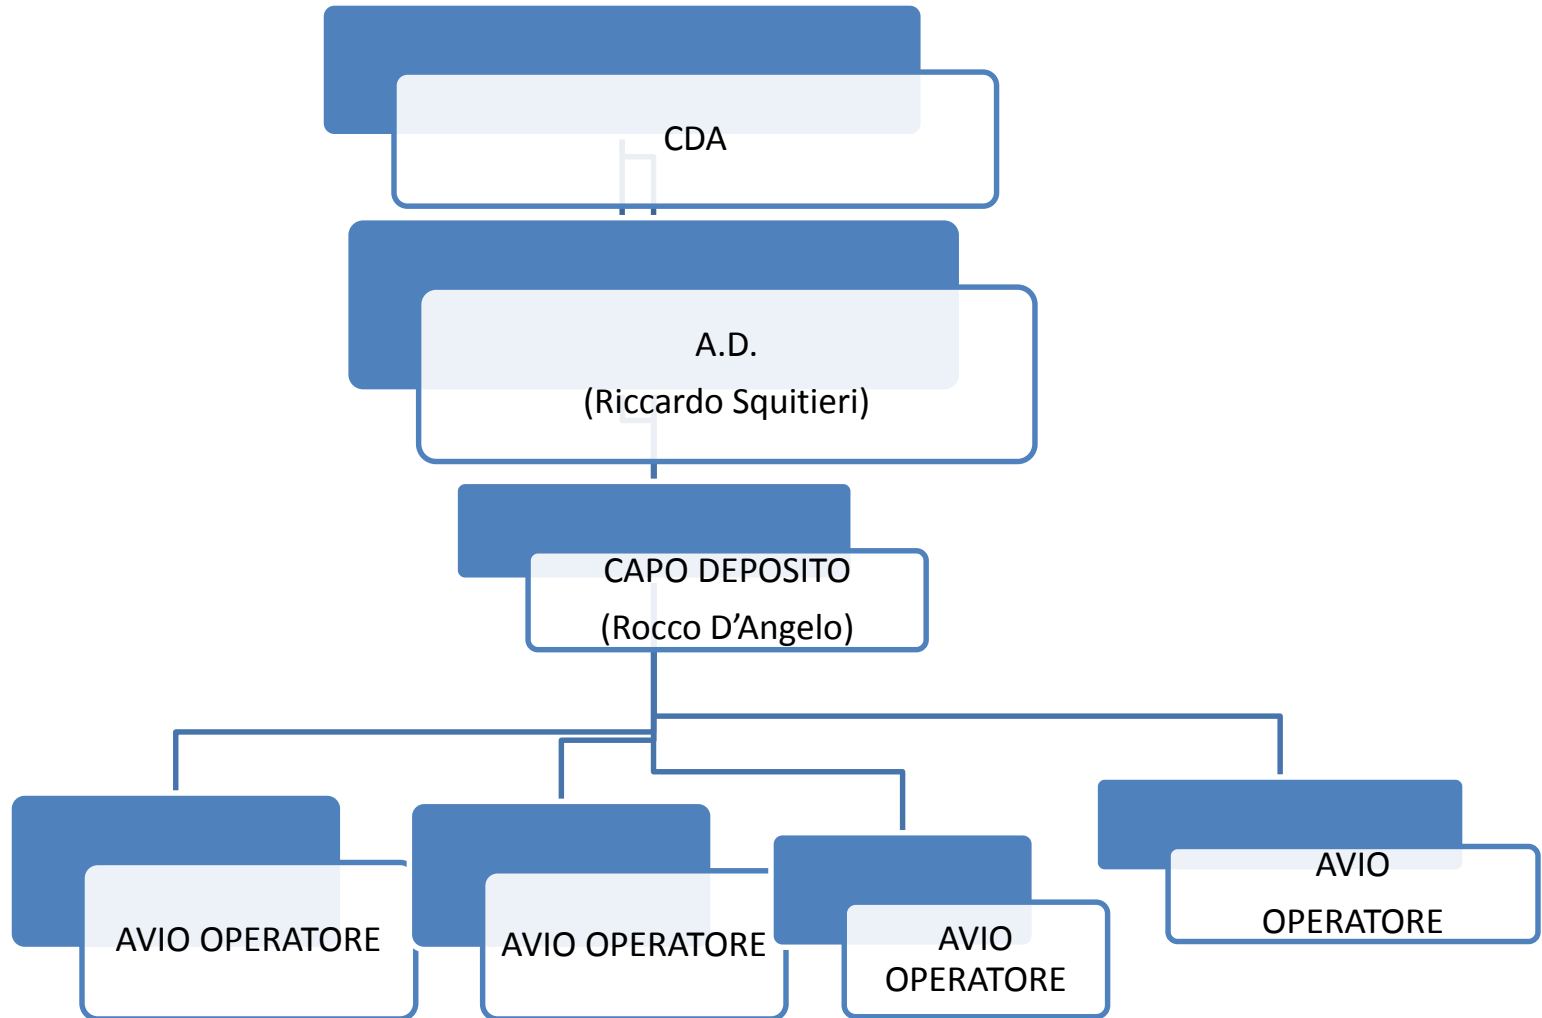 CDA
A.D.
(Riccardo Squitieri)
CAPO DEPOSITO
(Rocco D’Angelo)
AVIO OPERATORE
AVIO OPERATORE
AVIO
OPERATORE
AVIO
OPERATORE